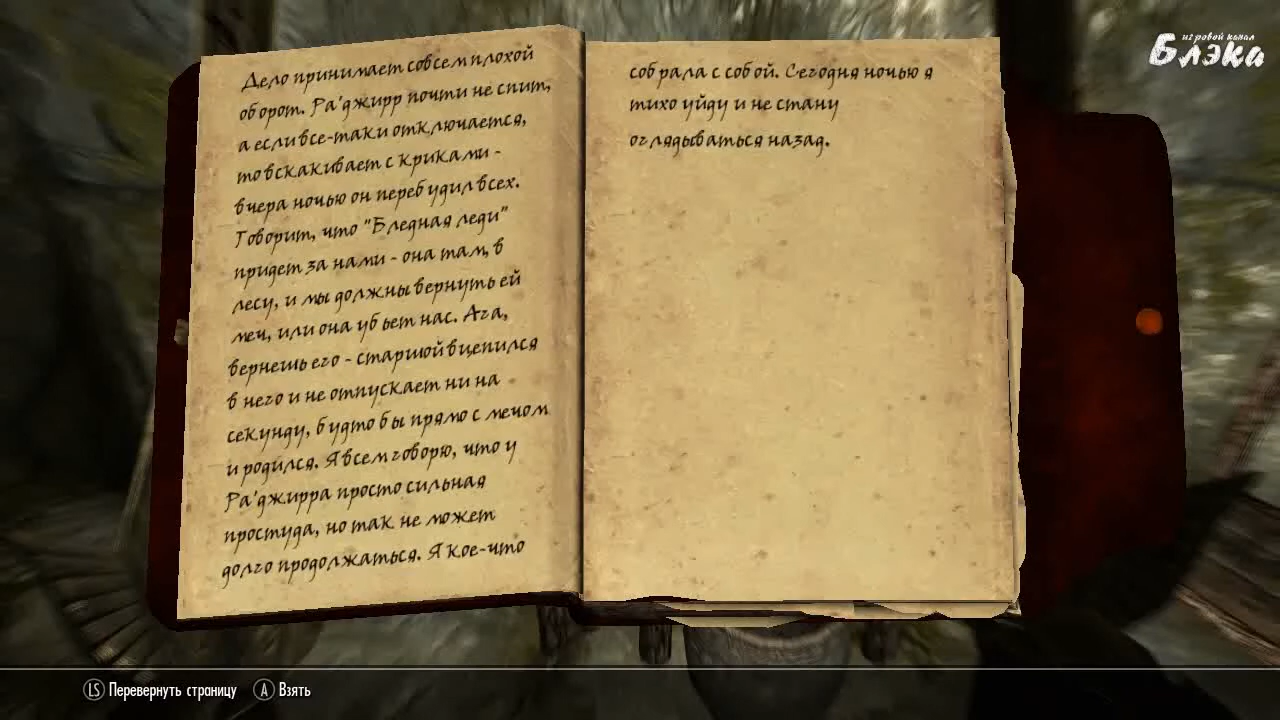 игровой канал
Блэка
Дело принимает совсем плохой
оборот. Ра'джирр почти не спит,
а если все-таки отключается,
то вскакивает с криками -
вчера ночью он перебудил всех.
Говорит, что "Бледная леди"
придет за нами - она там, в
лесу, и мы должны вернуть ей
меч, или она убьет нас. Ага,
вернешь его - старшой вцепился
в него и не отпускает ни на
секунду, будто бы прямо с мечом
и родился. Я всем говорю, что у
Ра'джирра просто сильная
простуда, но так не может
долго продолжаться. Я кое-что
собрала с собой. Сегодня ночью я
тихо уйду и не стану
оглядываться назад.
LS Перевернуть страницу A Взять